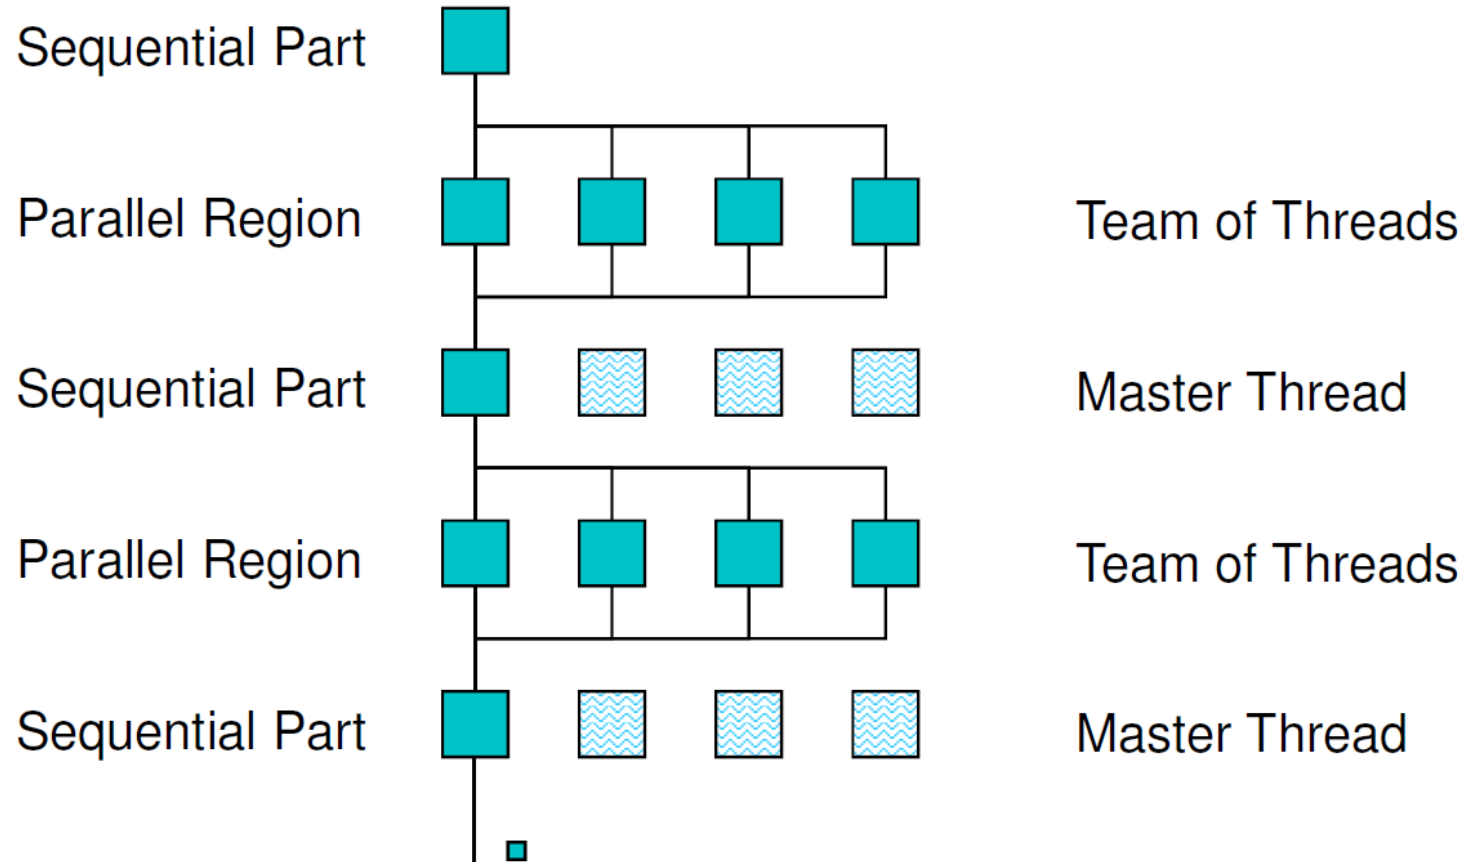 Sequential Part
Parallel Region
Team of Threads
Sequential Part
Master Thread
Parallel Region
Team of Threads
Sequential Part
Master Thread